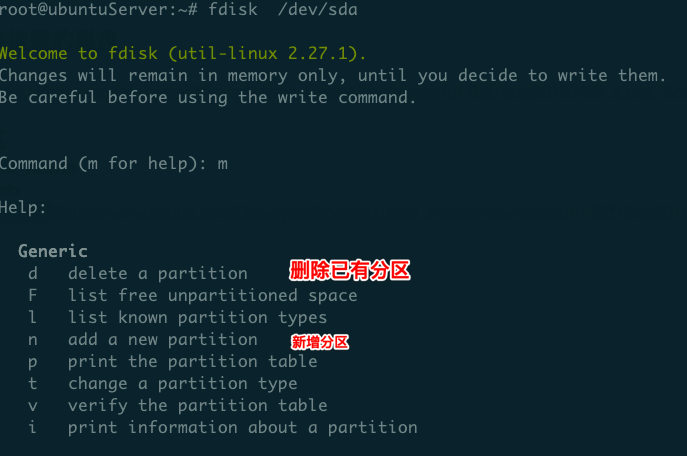 root@ubuntuServer:~# fdisk  /dev/sda
Welcome to fdisk (util-linux 2.27.1).
Changes will remain in memory only, until you decide to write them.
Be careful before using the write command.
Command (m for help): m
Help:
Generic
d   delete a partition 删除已有分区
F   list free unpartitioned space
l   list known partition types
n   add a new partition 新增分区
p   print the partition table
t   change a partition type
v   verify the partition table
i   print information about a partition